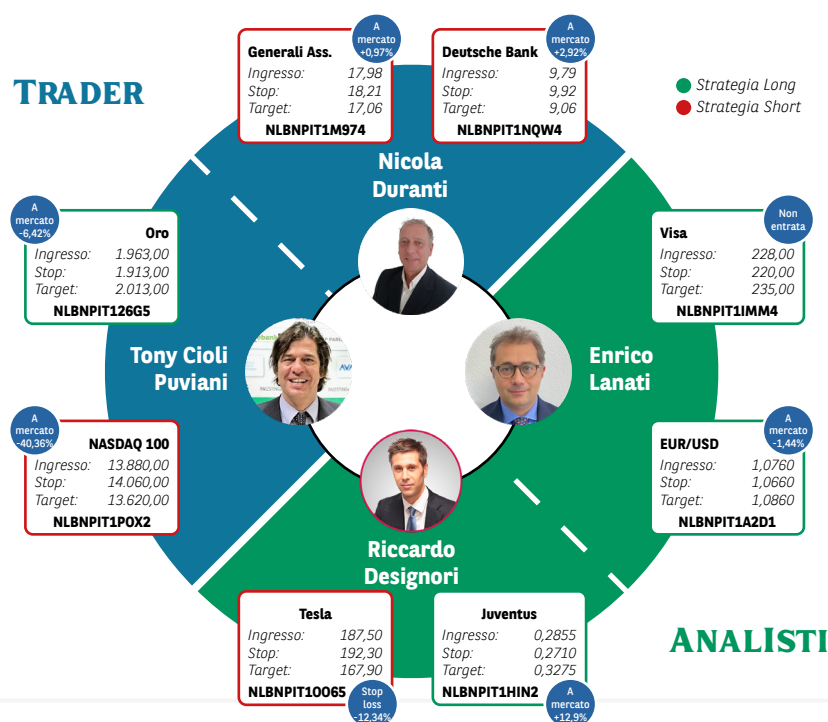 TRADER
A
mercato
+0,97%
Generali Ass.
Ingresso: 17,98
Stop: 18,21
Target: 17,06
NLBNPIT1M974
A
mercato
+2,92%
Deutsche Bank
Ingresso: 9,79
Stop: 9,92
Target: 9,06
NLBNPIT1NQW4
Strategia Long
Strategia Short
Nicola
Duranti
A
mercato
-6,42%
Oro
Ingresso: 1.963,00
Stop: 1.913,00
Target: 2.013,00
NLBNPIT126G5
Non
entrata
Visa
Ingresso: 228,00
Stop: 220,00
Target: 235,00
NLBNPIT1IMM4
Tony Cioli
Puviani
Enrico
Lanati
A
mercato
-40,36%
NASDAQ 100
Ingresso: 13.880,00
Stop: 14.060,00
Target: 13.620,00
NLBNPIT1POX2
A
mercato
-1,44%
EUR/USD
Ingresso: 1,0760
Stop: 1,0660
Target: 1,0860
NLBNPIT1A2D1
Riccardo
Designori
Tesla
Ingresso: 187,50
Stop: 192,30
Target: 167,90
NLBNPIT10065
Stop
loss
-12,34%
Juventus
Ingresso: 0,2855
Stop: 0,2710
Target: 0,3275
NLBNPIT1HIN2
A
mercato
+12,9%
ANALISTI